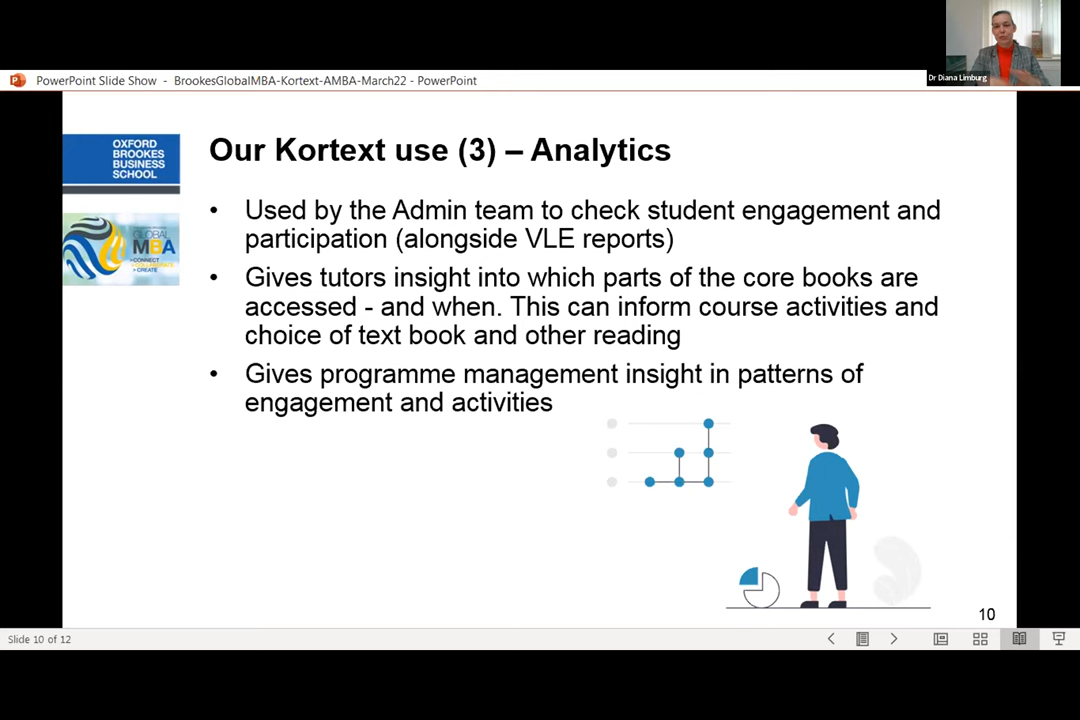 Dr Diana Limburg
PowerPoint Slide Show - BrookesGlobalMBA-Kortext-AMBA-March22 - PowerPoint
OXFORD
BROOKES
BUSINESS
SCHOOL
GLOBAL
MBA
CONNECT
COLLABORATE
CREATE
Our Kortext use (3) – Analytics
• Used by the Admin team to check student engagement and
participation (alongside VLE reports)
• Gives tutors insight into which parts of the core books are
accessed - and when. This can inform course activities and
choice of text book and other reading
• Gives programme management insight in patterns of
engagement and activities
10
Slide 10 of 12